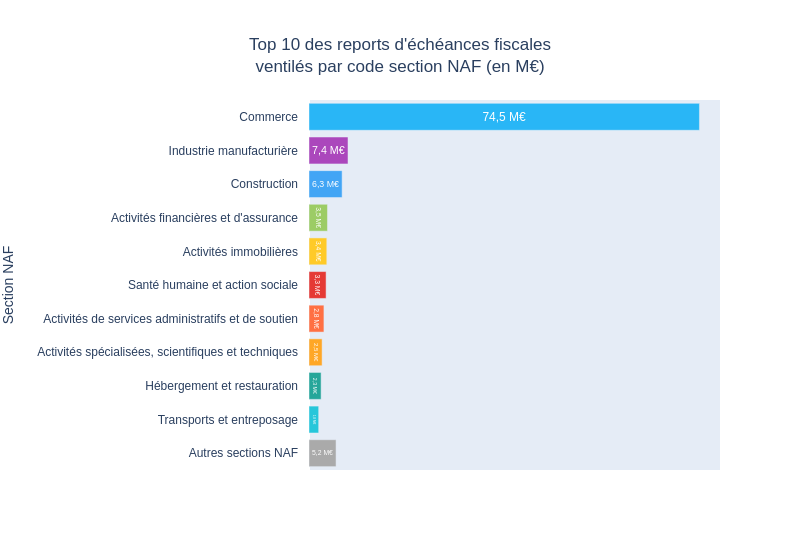 Top 10 des reports d'échéances fiscales
ventilés par code section NAF (en M€)
Section NAF
Commerce
74,5 M€
Industrie manufacturière
7,4 M€
Construction
6,3 M€
Activités financières et d'assurance
3,5 M€
Activités immobilières
3,4 M€
Santé humaine et action sociale
3,3 M€
Activités de services administratifs et de soutien
2,8 M€
Activités spécialisées, scientifiques et techniques
2,5 M€
Hébergement et restauration
2,3 M€
Transports et entreposage
Autres sections NAF
5,2 M€